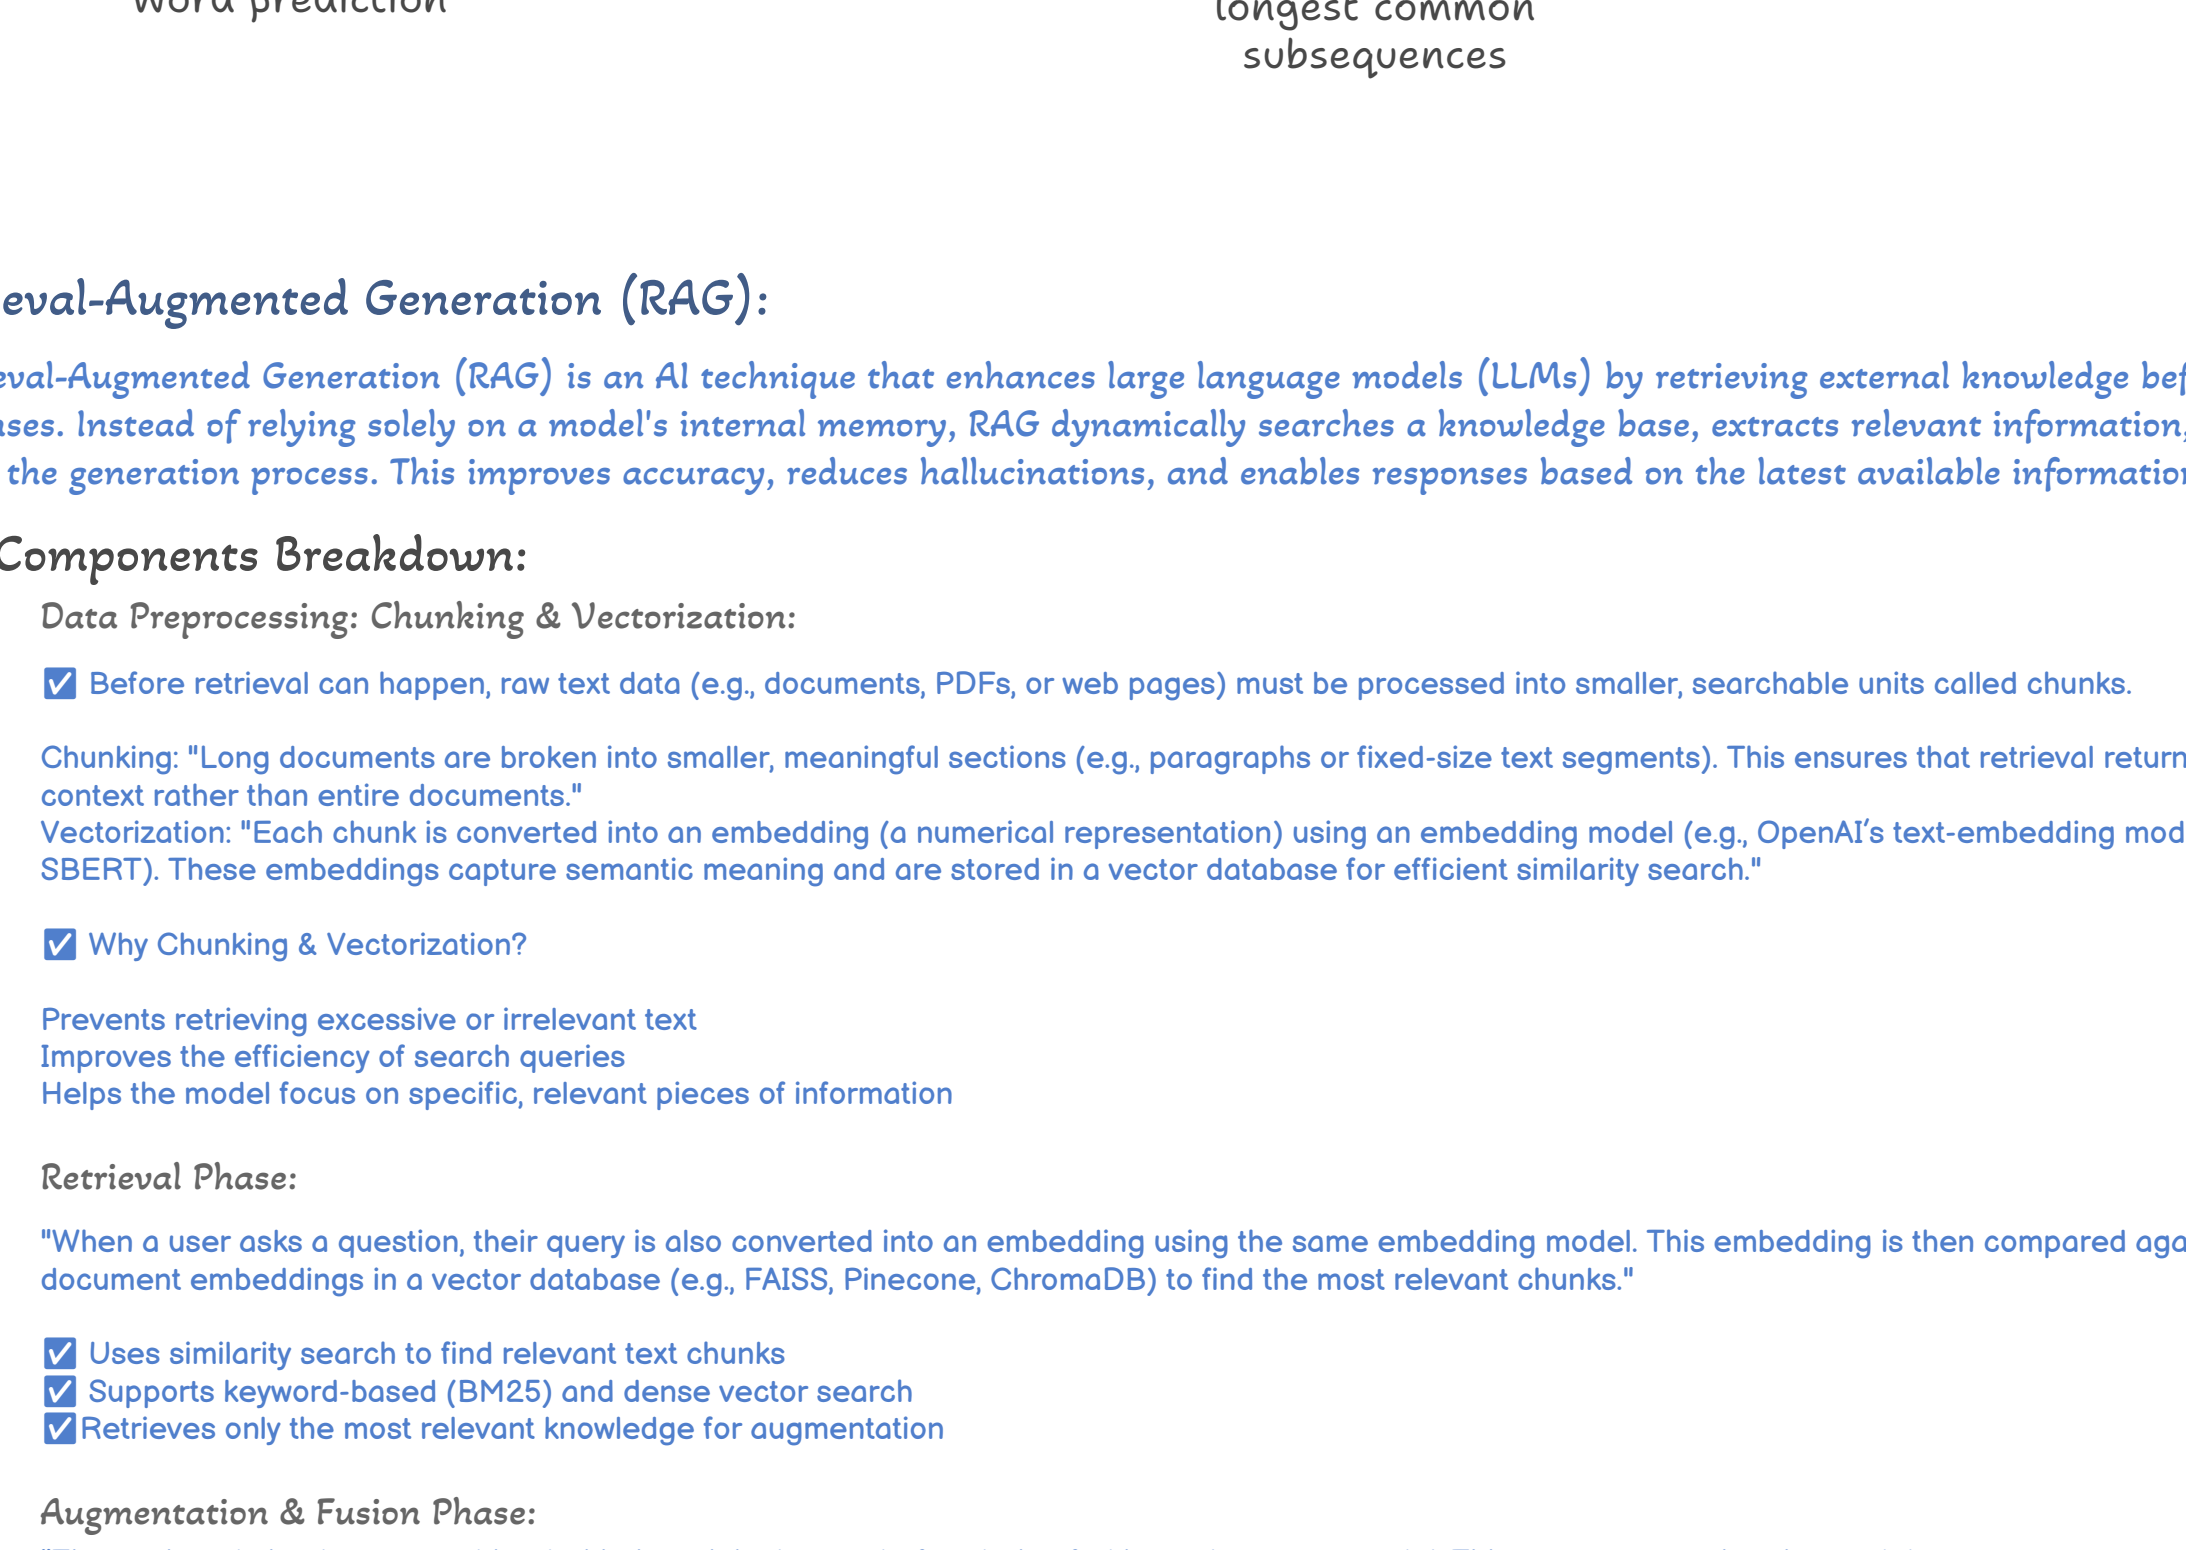 word prediction
longest common
subsequences
eval-Augmented Generation (RAG):
eval-Augmented Generation (RAG) is an AI technique that enhances large language models (LLMs) by retrieving external knowledge bef
ses. Instead of relying solely on a model's internal memory, RAG dynamically searches a knowledge base, extracts relevant information,
the generation process. This improves accuracy, reduces hallucinations, and enables responses based on the latest available information
Components Breakdown:
Data Preprocessing: Chunking & Vectorization:
☑ Before retrieval can happen, raw text data (e.g., documents, PDFs, or web pages) must be processed into smaller, searchable units called chunks.
Chunking: "Long documents are broken into smaller, meaningful sections (e.g., paragraphs or fixed-size text segments). This ensures that retrieval return
context rather than entire documents."
Vectorization: "Each chunk is converted into an embedding (a numerical representation) using an embedding model (e.g., OpenAI's text-embedding mod
SBERT). These embeddings capture semantic meaning and are stored in a vector database for efficient similarity search."
☑ Why Chunking & Vectorization?
Prevents retrieving excessive or irrelevant text
Improves the efficiency of search queries
Helps the model focus on specific, relevant pieces of information
Retrieval Phase:
"When a user asks a question, their query is also converted into an embedding using the same embedding model. This embedding is then compared aga
document embeddings in a vector database (e.g., FAISS, Pinecone, ChromaDB) to find the most relevant chunks."
☑ Uses similarity search to find relevant text chunks
☑ Supports keyword-based (BM25) and dense vector search
☑ Retrieves only the most relevant knowledge for augmentation
Augmentation & Fusion Phase: